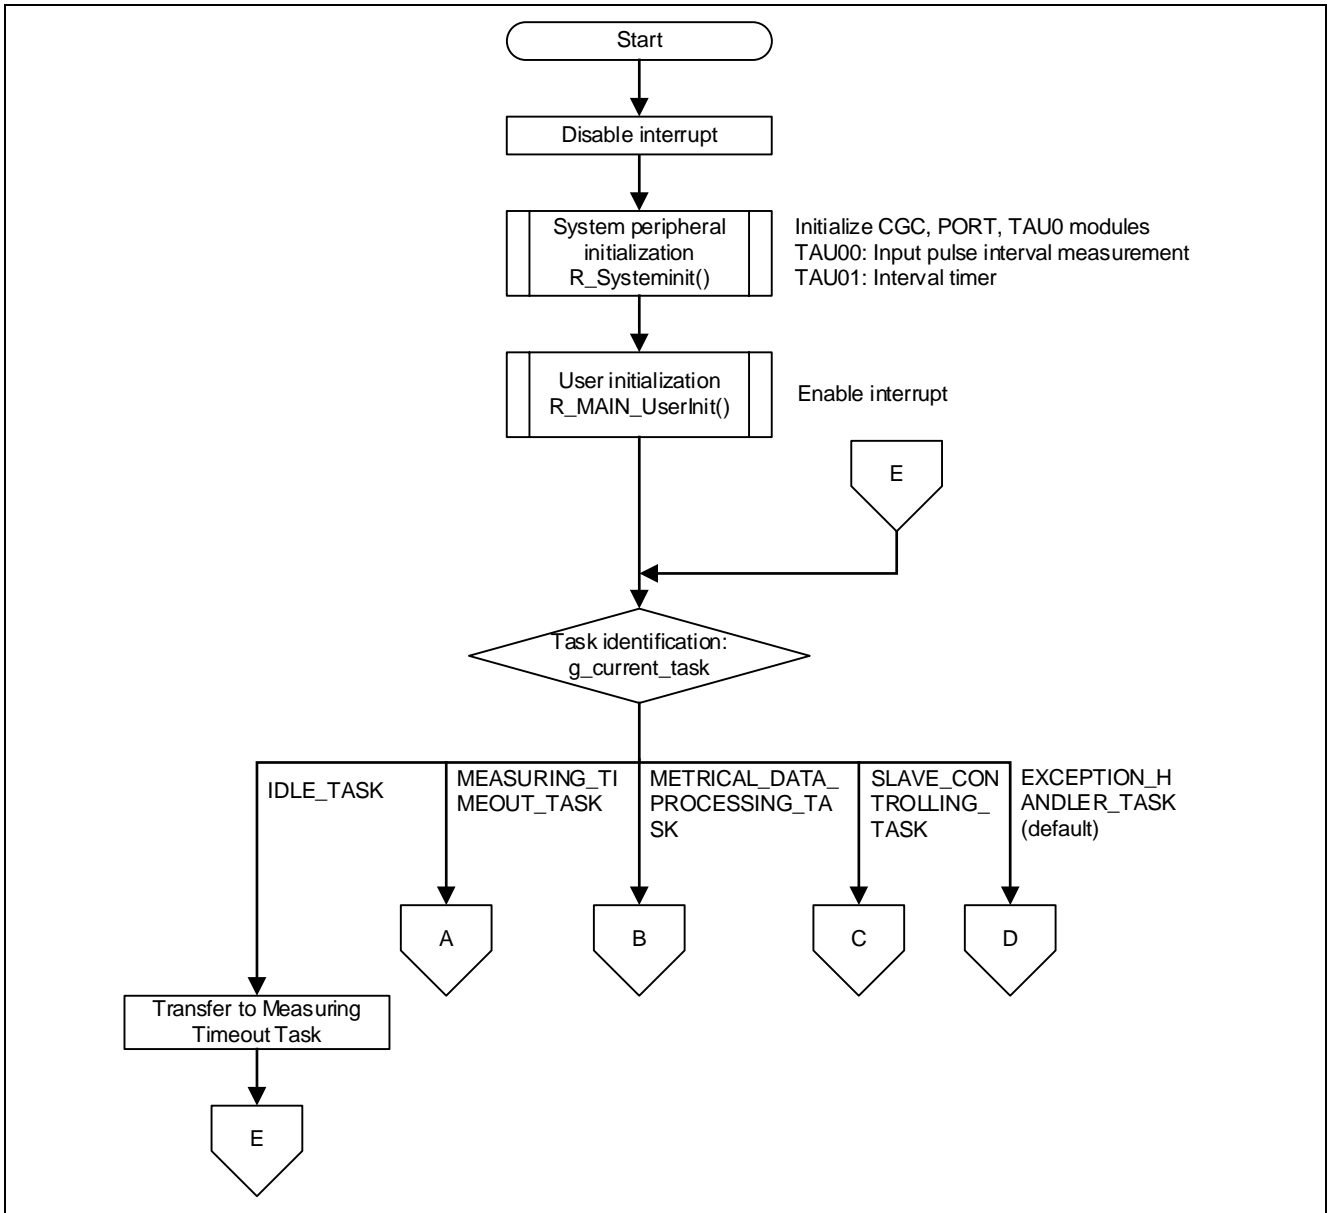 Start
Disable interrupt
System peripheral
initialization
R_Systeminit()
Initialize CGC, PORT, TAU0 modules
TAU00: Input pulse interval measurement
TAU01: Interval timer
User initialization
R_MAIN_UserInit()
Enable interrupt
E
Task identification:
g_current_task
IDLE_TASK
MEASURING_TI
MEOUT_TASK
METRICAL_DATA_
PROCESSING_TA
SK
SLAVE_CON
TROLLING_
TASK
EXCEPTION_H
ANDLER_TASK
(default)
A
B
C
D
Transfer to Measuring
Timeout Task
E